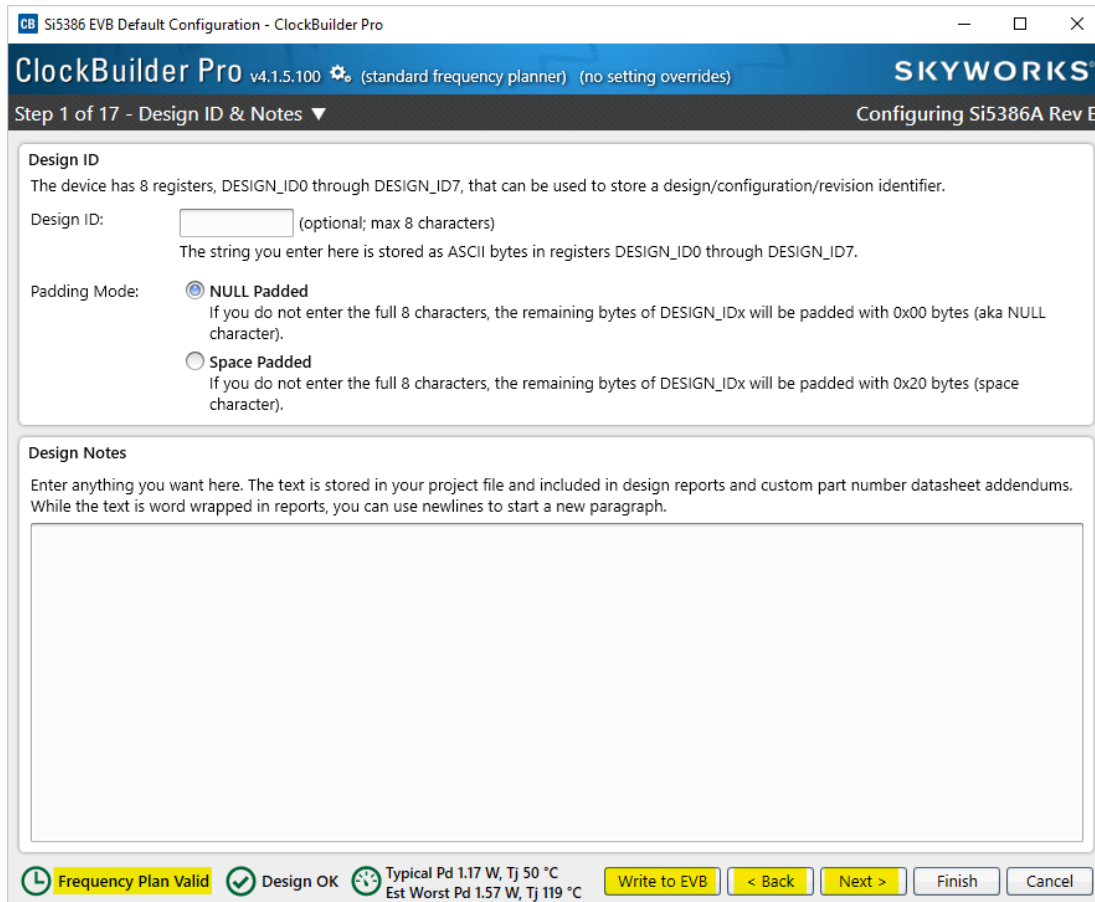 CB Si5386 EVB Default Configuration - ClockBuilder Pro
ClockBuilder Pro v4.1.5.100 (standard frequency planner) (no setting overrides) SKYWORKS®
Step 1 of 17 - Design ID & Notes ▼ Configuring Si5386A Rev E
Design ID
The device has 8 registers, DESIGN_ID0 through DESIGN_ID7, that can be used to store a design/configuration/revision identifier.
Design ID: (optional; max 8 characters)
The string you enter here is stored as ASCII bytes in registers DESIGN_ID0 through DESIGN_ID7.
Padding Mode: NULL Padded
If you do not enter the full 8 characters, the remaining bytes of DESIGN_IDx will be padded with 0x00 bytes (aka NULL
character).
Space Padded
If you do not enter the full 8 characters, the remaining bytes of DESIGN_IDx will be padded with 0x20 bytes (space
character).
Design Notes
Enter anything you want here. The text is stored in your project file and included in design reports and custom part number datasheet addendums.
While the text is word wrapped in reports, you can use newlines to start a new paragraph.
Frequency Plan Valid Design OK Typical Pd 1.17 W, Tj 50 °C
Est Worst Pd 1.57 W, Tj 119 °C
Write to EVB < Back Next > Finish Cancel